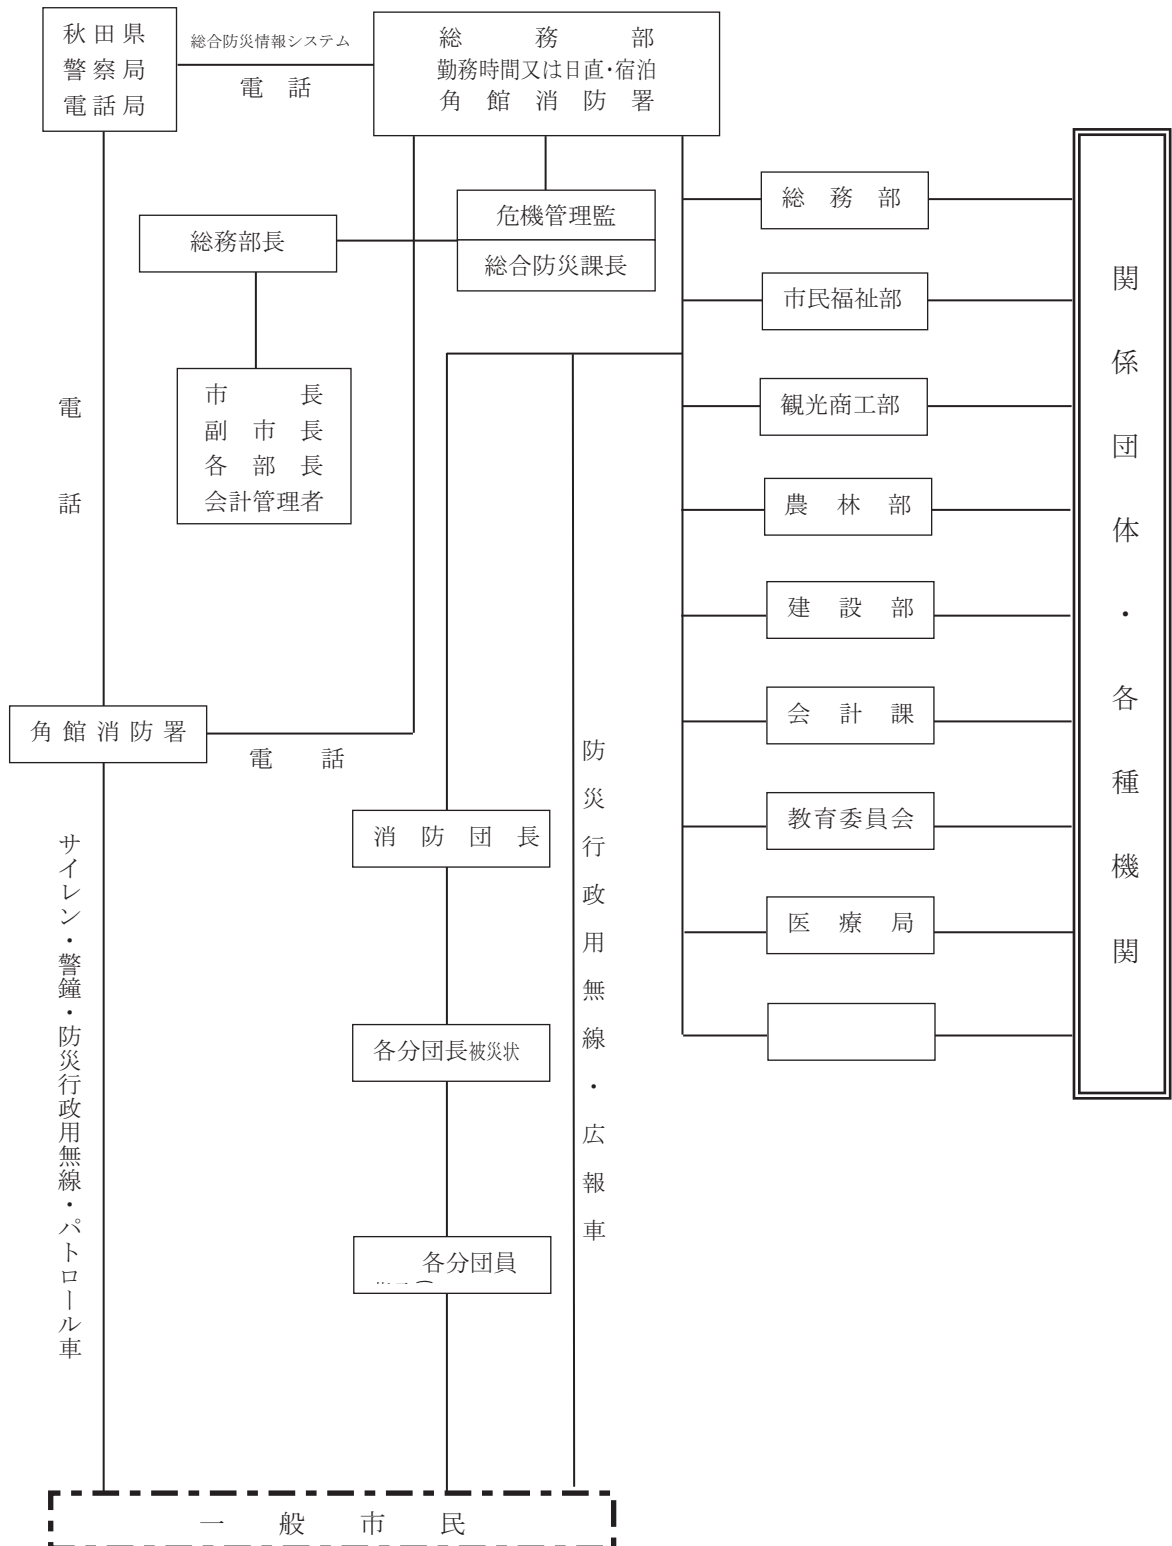 秋田県
警察局
電話局
総合防災情報システム
電話
総務部
勤務時間又は日直・宿泊
角館消防署
危機管理監
総合防災課長
総務部長
市長
副市長
各部長
会計管理者
電話
角館消防署
電話
サイレン・警鐘・防災行政用無線・パトロール車
消防団長
各分団長被災状
各分団員
防災行政用無線・広報車
総務部
市民福祉部
観光商工部
農林部
建設部
会計課
教育委員会
医療局
関係団体・各種機関
一般市民